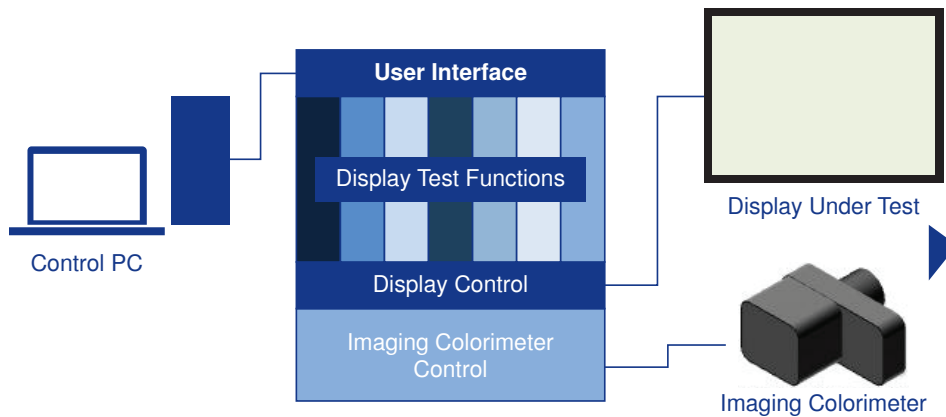 User Interface
Display Test Functions
Display Control
Imaging Colorimeter
Control
Control PC
Display Under Test
Imaging Colorimeter